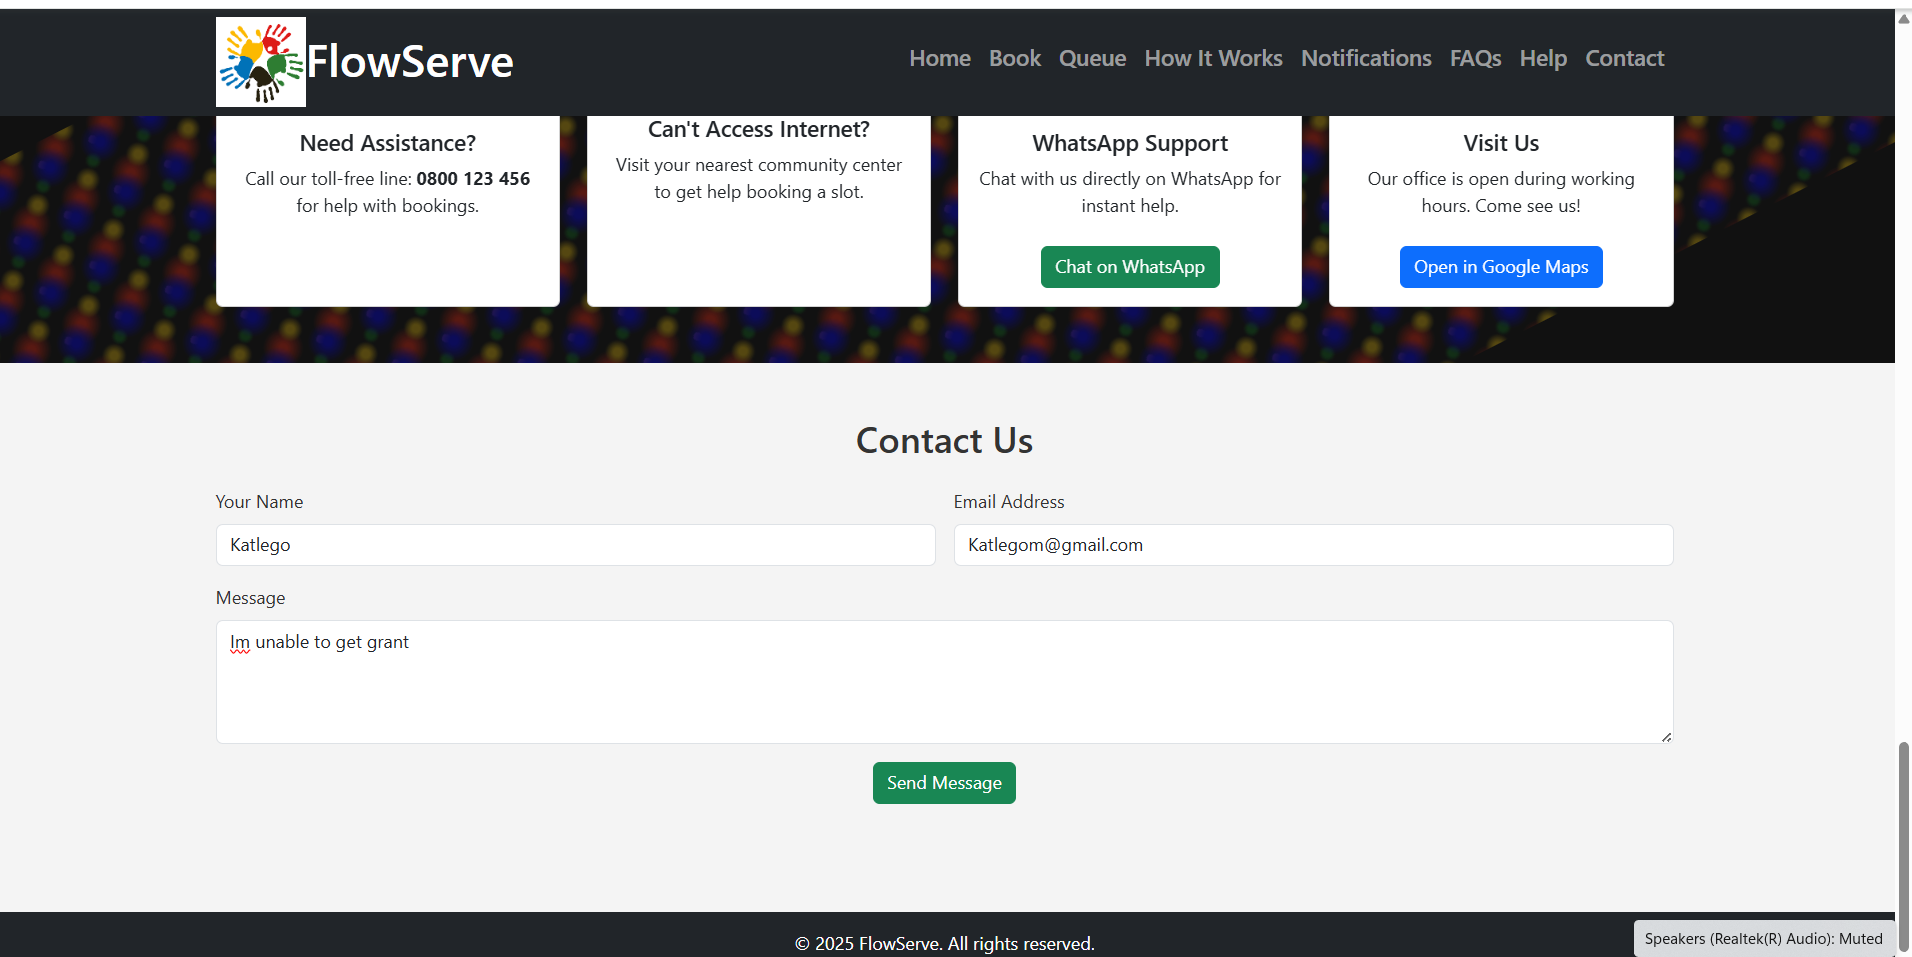 FlowServe
Home Book Queue How It Works Notifications FAQs Help Contact
Need Assistance?
Call our toll-free line: 0800 123 456
for help with bookings.
Can't Access Internet?
Visit your nearest community center
to get help booking a slot.
WhatsApp Support
Chat with us directly on WhatsApp for
instant help.
Chat on WhatsApp
Visit Us
Our office is open during working
hours. Come see us!
Open in Google Maps
Contact Us
Your Name
Katlego
Email Address
Katlegom@gmail.com
Message
Im unable to get grant
Send Message
© 2025 FlowServe. All rights reserved.
Speakers (Realtek(R) Audio): Muted